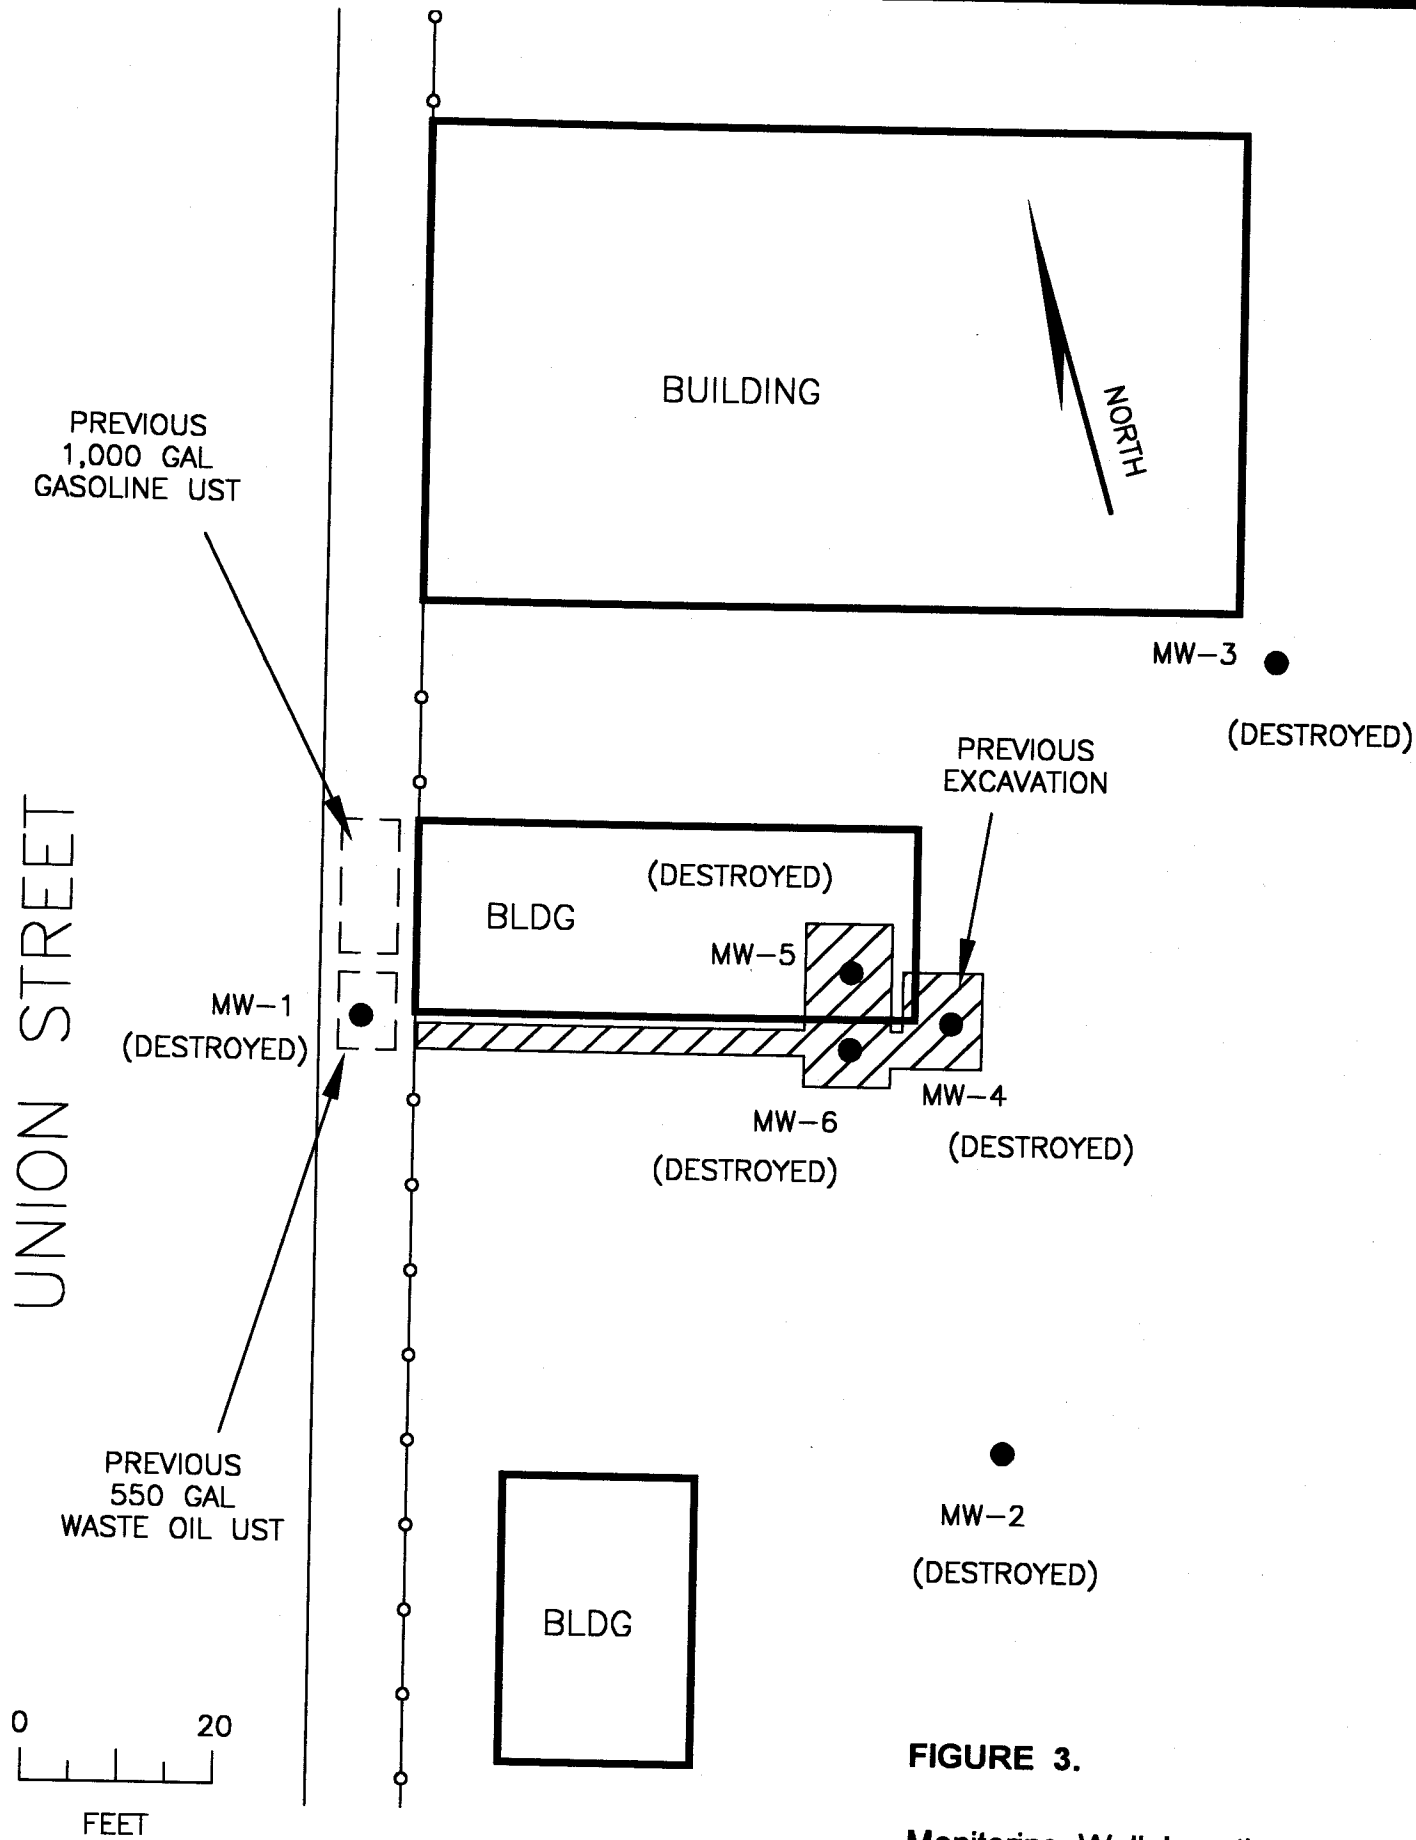 BUILDING
NORTH
PREVIOUS
1,000 GAL
GASOLINE UST
MW-3
(DESTROYED)
PREVIOUS
EXCAVATION
(DESTROYED)
BLDG
MW-5
MW-1
(DESTROYED)
MW-4
(DESTROYED)
MW-6
(DESTROYED)
UNION STREET
PREVIOUS
550 GAL
WASTE OIL UST
MW-2
(DESTROYED)
BLDG
0 20
FEET
FIGURE 3.
Monitoring Well